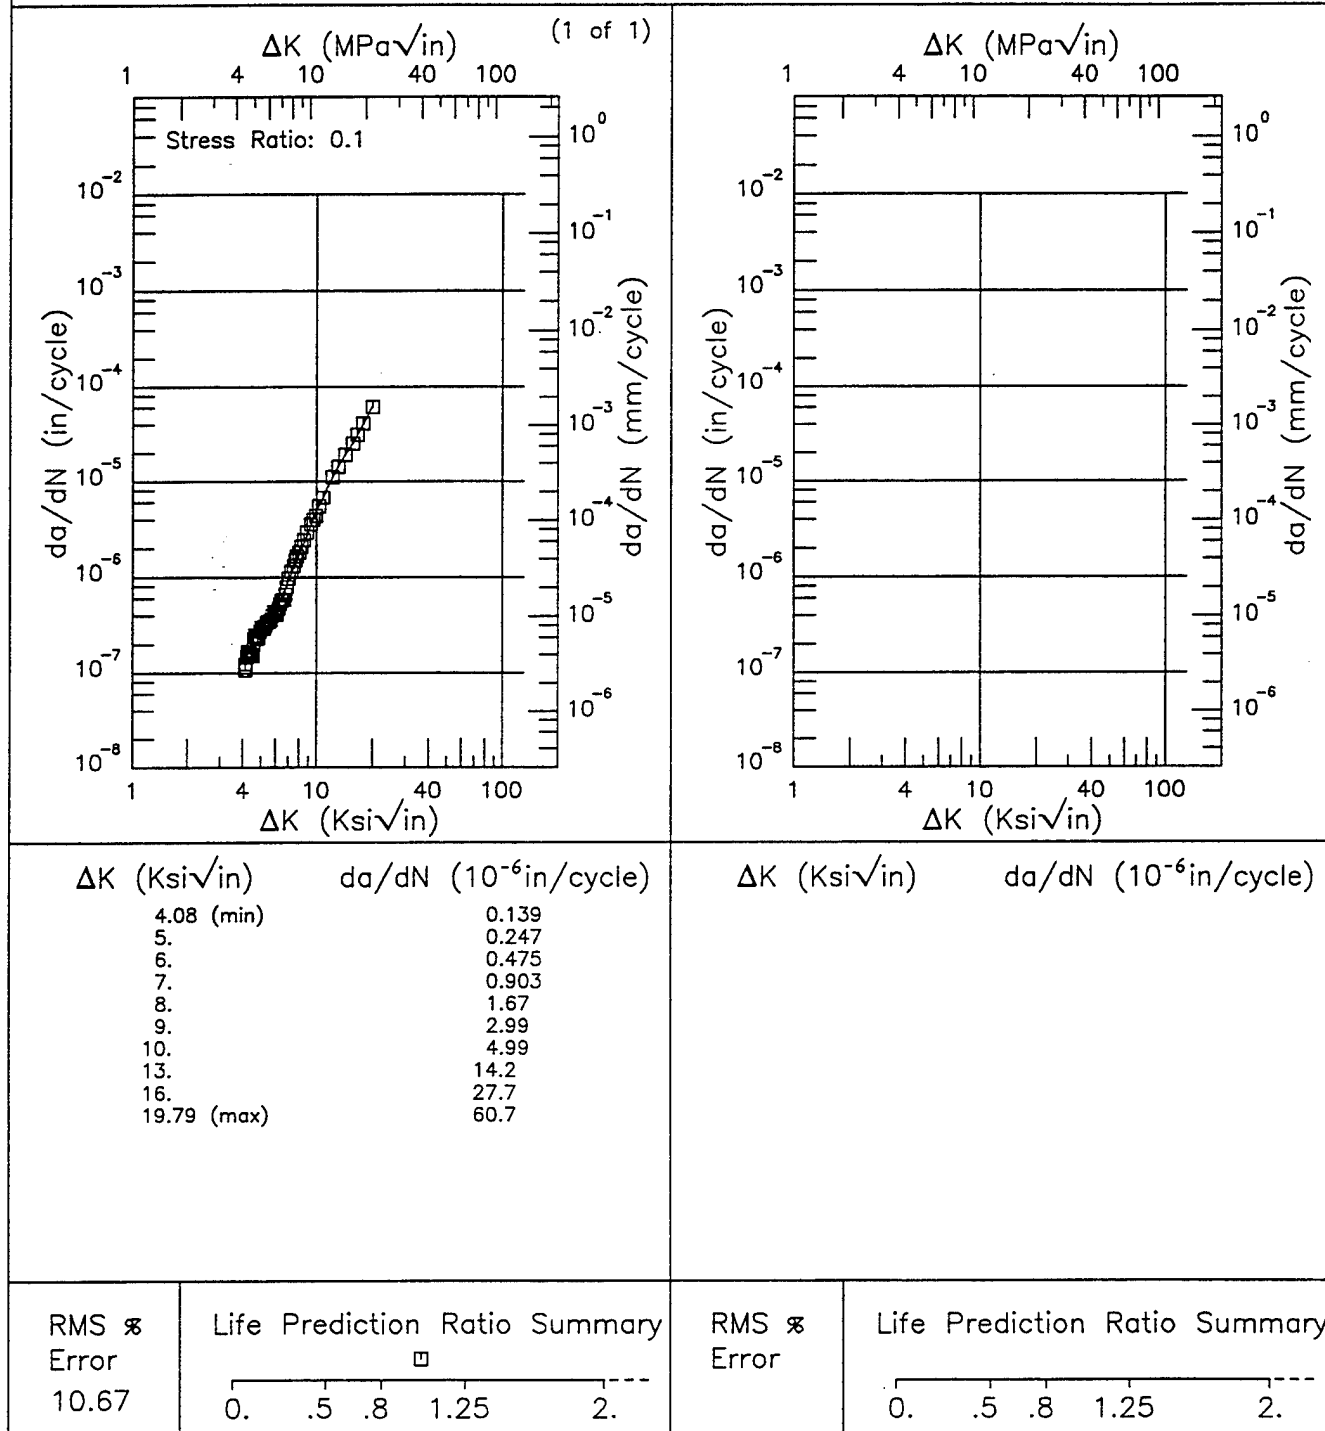 (1 of 1)
ΔK (MPa√in)
1 4 10 40 100
Stress Ratio: 0.1
da/dN (in/cycle)
10⁻²
10⁻³
10⁻⁴
10⁻⁵
10⁻⁶
10⁻⁷
10⁻⁸
10⁰
10⁻¹
10⁻²
10⁻³
10⁻⁴
10⁻⁵
10⁻⁶
da/dN (mm/cycle)
1 4 10 40 100
ΔK (Ksi√in)
ΔK (MPa√in)
1 4 10 40 100
da/dN (in/cycle)
10⁻²
10⁻³
10⁻⁴
10⁻⁵
10⁻⁶
10⁻⁷
10⁻⁸
10⁰
10⁻¹
10⁻²
10⁻³
10⁻⁴
10⁻⁵
10⁻⁶
da/dN (mm/cycle)
1 4 10 40 100
ΔK (Ksi√in)
ΔK (Ksi√in) da/dN (10⁻⁶in/cycle)
4.08 (min) 0.139
5. 0.247
6. 0.475
7. 0.903
8. 1.67
9. 2.99
10. 4.99
13. 14.2
16. 27.7
19.79 (max) 60.7
ΔK (Ksi√in) da/dN (10⁻⁶in/cycle)
RMS %
Error
10.67
Life Prediction Ratio Summary
0. .5 .8 1.25 2.
RMS %
Error
Life Prediction Ratio Summary
0. .5 .8 1.25 2.